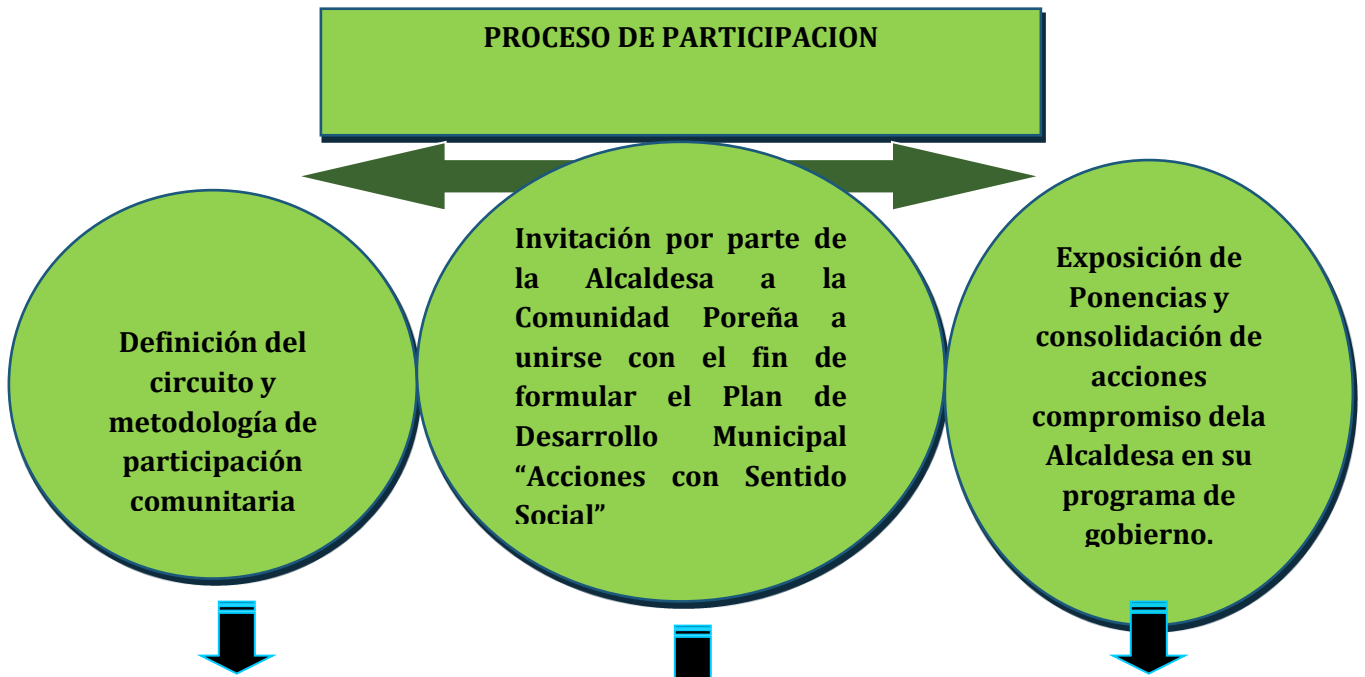 PROCESO DE PARTICIPACION
Definición del
circuito y
metodología de
participación
comunitaria
Invitación por parte de
la Alcaldesa a la
Comunidad Poreña a
unirse con el fin de
formular el Plan de
Desarrollo Municipal
“Acciones con Sentido
Social”
Exposición de
Ponencias y
consolidación de
acciones
compromiso dela
Alcaldesa en su
programa de
gobierno.